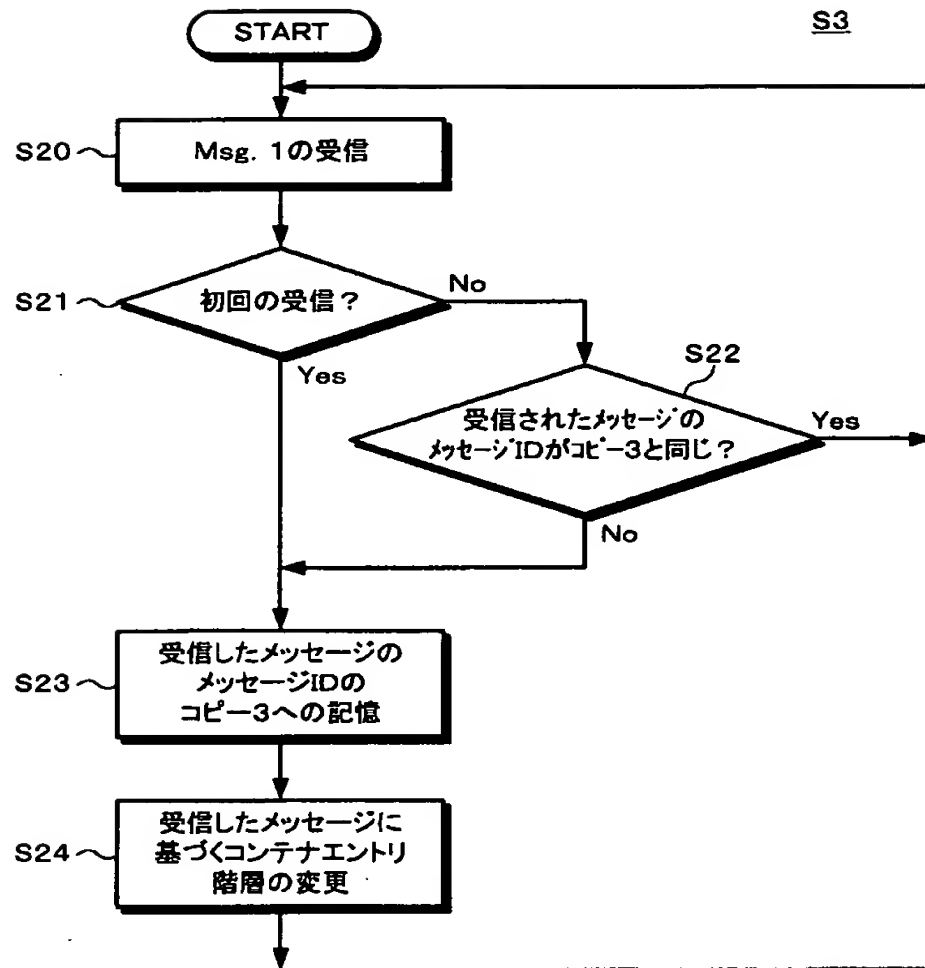 START
S3
S20
Msg. 1の受信
S21
初回の受信?
No
Yes
S22
受信されたメッセージの
メッセージIDがコピー3と同じ?
Yes
No
S23
受信したメッセージの
メッセージIDの
コピー3への記憶
S24
受信したメッセージに
基づくコンテナエントリ
階層の変更